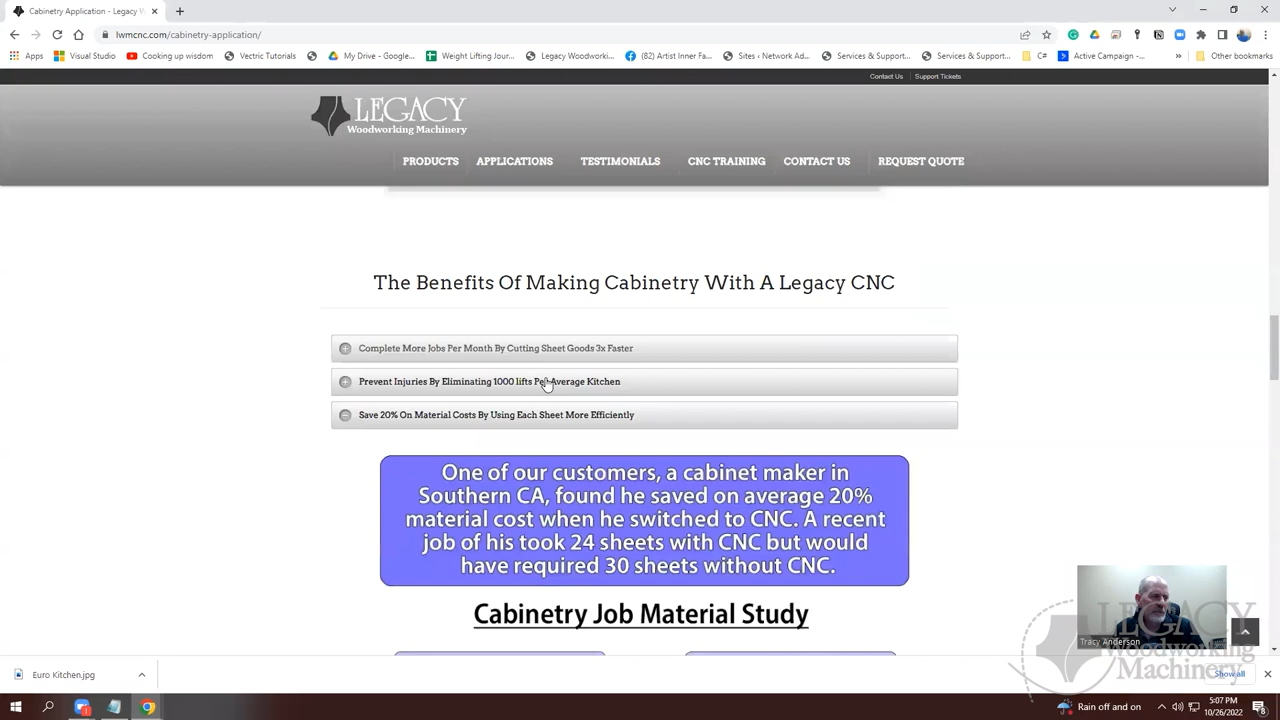 Cabinetry Application - Legacy W
lwmcnc.com/cabinetry-application/
Apps
Visual Studio
Cooking up wisdom
Vectric Tutorials
My Drive - Google...
Weight Lifting Jour...
Legacy Woodworki...
(82) Artist Inner Fa...
Sites ‹ Network Ad...
Services & Support...
Services & Support...
C#
Active Campaign -...
»
Other bookmarks
Contact Us
Support Tickets
LEGACY
Woodworking Machinery
PRODUCTS
APPLICATIONS
TESTIMONIALS
CNC TRAINING
CONTACT US
REQUEST QUOTE
The Benefits Of Making Cabinetry With A Legacy CNC
Complete More Jobs Per Month By Cutting Sheet Goods 3x Faster
Prevent Injuries By Eliminating 1000 lifts Per Average Kitchen
Save 20% On Material Costs By Using Each Sheet More Efficiently
One of our customers, a cabinet maker in
Southern CA, found he saved on average 20%
material cost when he switched to CNC. A recent
job of his took 24 sheets with CNC but would
have required 30 sheets without CNC.
Cabinetry Job Material Study
Tracy Anderson
LEGACY
Woodworking
Machinery
Euro Kitchen.jpg
Show all
Rain off and on
5:07 PM
10/26/2022
8